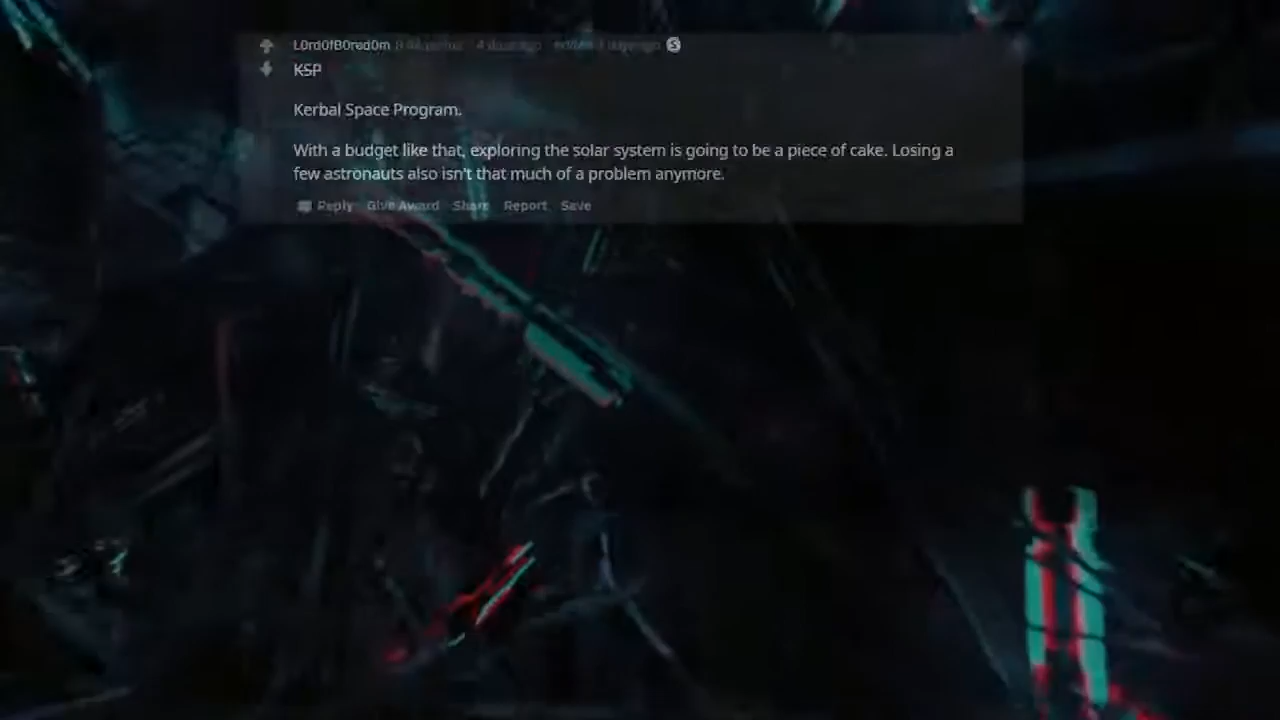 L0rd0fB0red0m
KSP
Kerbal Space Program.
With a budget like that, exploring the solar system is going to be a piece of cake. Losing a
few astronauts also isn't that much of a problem anymore.
Reply Give Award Share Report Save